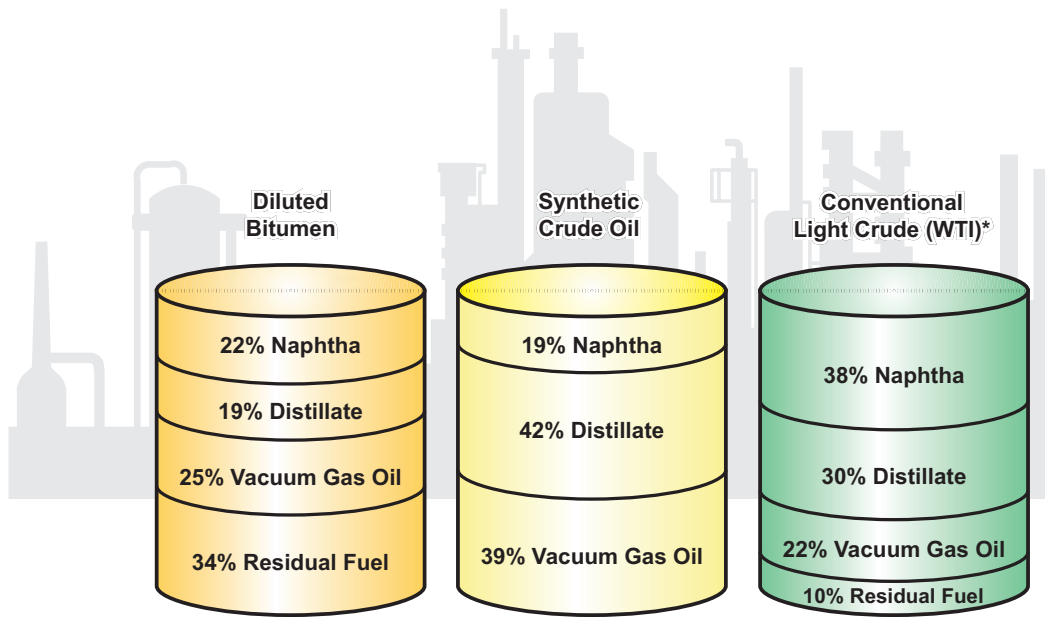 Diluted
Bitumen
22% Naphtha
19% Distillate
25% Vacuum Gas Oil
34% Residual Fuel
Synthetic
Crude Oil
19% Naphtha
42% Distillate
39% Vacuum Gas Oil
Conventional
Light Crude (WTI)*
38% Naphtha
30% Distillate
22% Vacuum Gas Oil
10% Residual Fuel